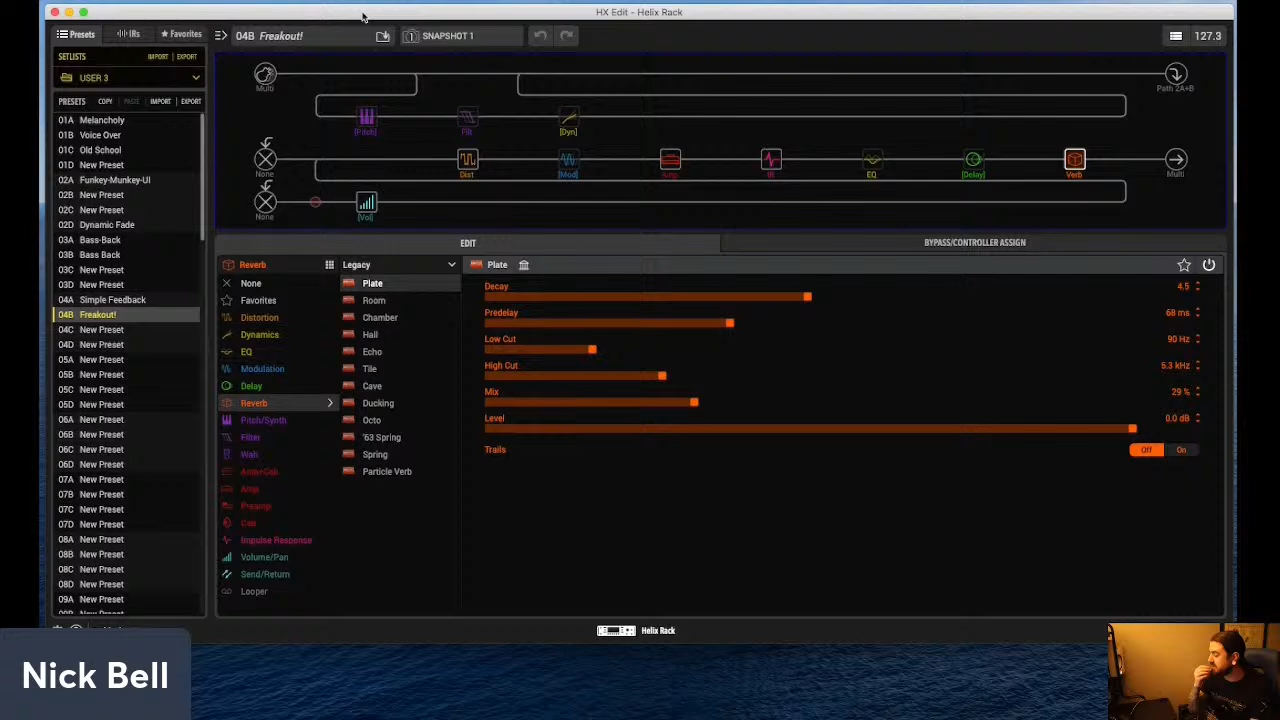 HX Edit - Helix Rack
Presets
IRs
Favorites
04B Freakout!
1 SNAPSHOT 1
127.3
SETLISTS
IMPORT
EXPORT
USER 3
PRESETS
COPY
PASTE
IMPORT
EXPORT
01A Melancholy
01B Voice Over
01C Old School
01D New Preset
02A Funkey-Munkey-UI
02B New Preset
02C New Preset
02D Dynamic Fade
03A Bass-Back
03B Bass Back
03C New Preset
03D New Preset
04A Simple Feedback
04B Freakout!
04C New Preset
04D New Preset
05A New Preset
05B New Preset
05C New Preset
05D New Preset
06A New Preset
06B New Preset
06C New Preset
06D New Preset
07A New Preset
07B New Preset
07C New Preset
07D New Preset
08A New Preset
08B New Preset
08C New Preset
08D New Preset
09A New Preset
09B New Preset
Multi
Path 2A+B
[Pitch]
Filt
[Dyn]
None
Dist
[Mod]
Amp
IR
EQ
[Delay]
Verb
Multi
None
[Vol]
EDIT
BYPASS/CONTROLLER ASSIGN
Reverb
None
Favorites
Distortion
Dynamics
EQ
Modulation
Delay
Reverb
Pitch/Synth
Filter
Wah
Amp+Cab
Amp
Preamp
Cab
Impulse Response
Volume/Pan
Send/Return
Looper
Legacy
Plate
Room
Chamber
Hall
Echo
Tile
Cave
Ducking
Octo
'63 Spring
Spring
Particle Verb
Plate
Decay 4.5
Predelay 68 ms
Low Cut 90 Hz
High Cut 5.3 kHz
Mix 29 %
Level 0.0 dB
Trails Off On
Helix Rack
Nick Bell